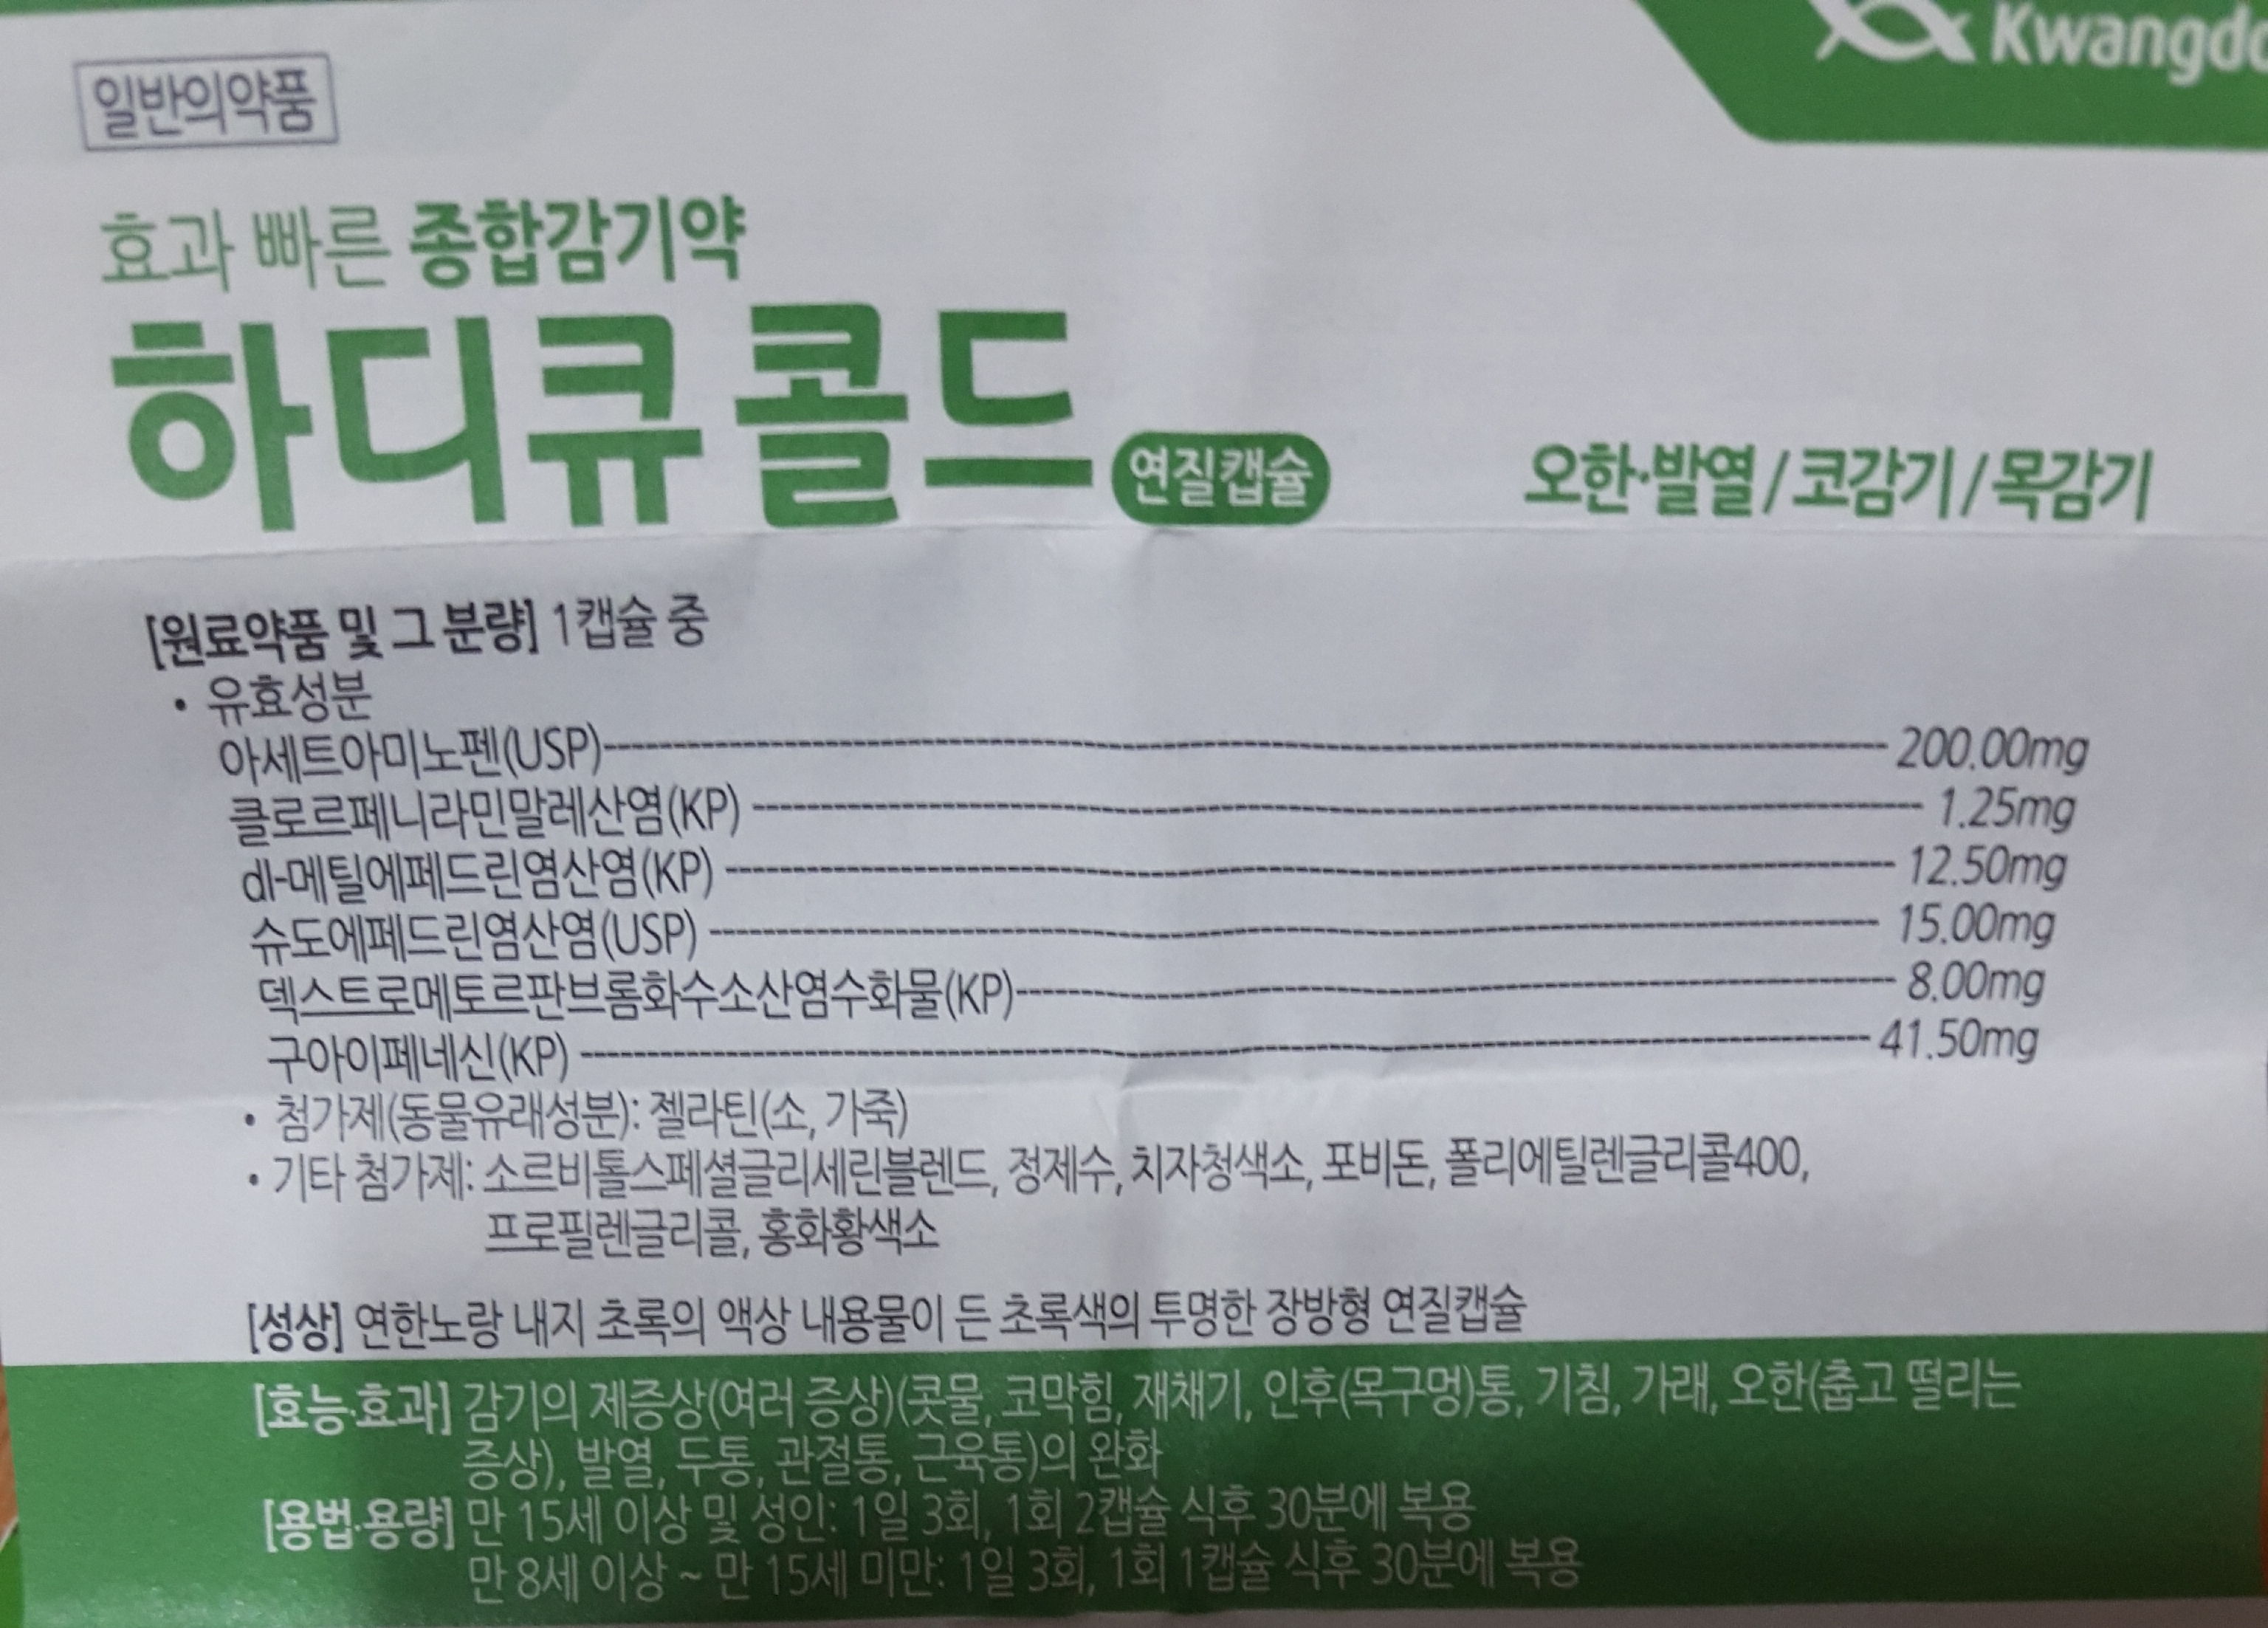 Kwangdo
일반의약품
효과 빠른 종합감기약
하디큐 콜드 연질캡슐
오한·발열/코감기/목감기
[원료약품 및 그 분량] 1캡슐 중
• 유효성분
아세트아미노펜(USP) 200.00mg
클로르페니라민말레산염(KP) 1.25mg
dl-메틸에페드린염산염(KP) 12.50mg
슈도에페드린염산염(USP) 15.00mg
덱스트로메토르판브롬화수소산염수화물(KP) 8.00mg
구아이페네신(KP) 41.50mg
• 첨가제(동물유래성분): 젤라틴(소, 가죽)
• 기타 첨가제: 소르비톨스페셜글리세린블렌드, 정제수, 치자청색소, 포비돈, 폴리에틸렌글리콜400,
프로필렌글리콜, 홍화황색소
[성상] 연한노랑 내지 초록의 액상 내용물이 든 초록색의 투명한 장방형 연질캡슐
[효능·효과] 감기의 제증상(여러 증상)(콧물, 코막힘, 재채기, 인후(목구멍)통, 기침, 가래, 오한(춥고 떨리는
증상), 발열, 두통, 관절통, 근육통)의 완화
[용법·용량] 만 15세 이상 및 성인: 1일 3회, 1회 2캡슐 식후 30분에 복용
만 8세 이상 ~ 만 15세 미만: 1일 3회, 1회 1캡슐 식후 30분에 복용